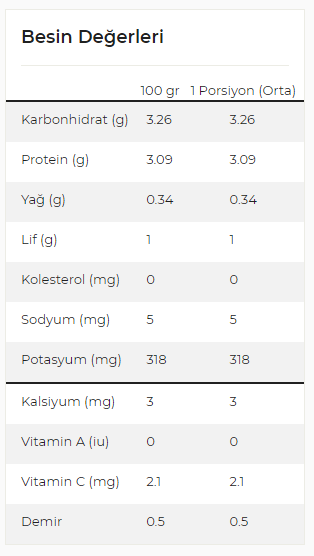 Besin Değerleri
100 gr 1 Porsiyon (Orta)
Karbonhidrat (g) 3.26 3.26
Protein (g) 3.09 3.09
Yağ (g) 0.34 0.34
Lif (g) 1 1
Kolesterol (mg) 0 0
Sodyum (mg) 5 5
Potasyum (mg) 318 318
Kalsiyum (mg) 3 3
Vitamin A (iu) 0 0
Vitamin C (mg) 2.1 2.1
Demir 0.5 0.5